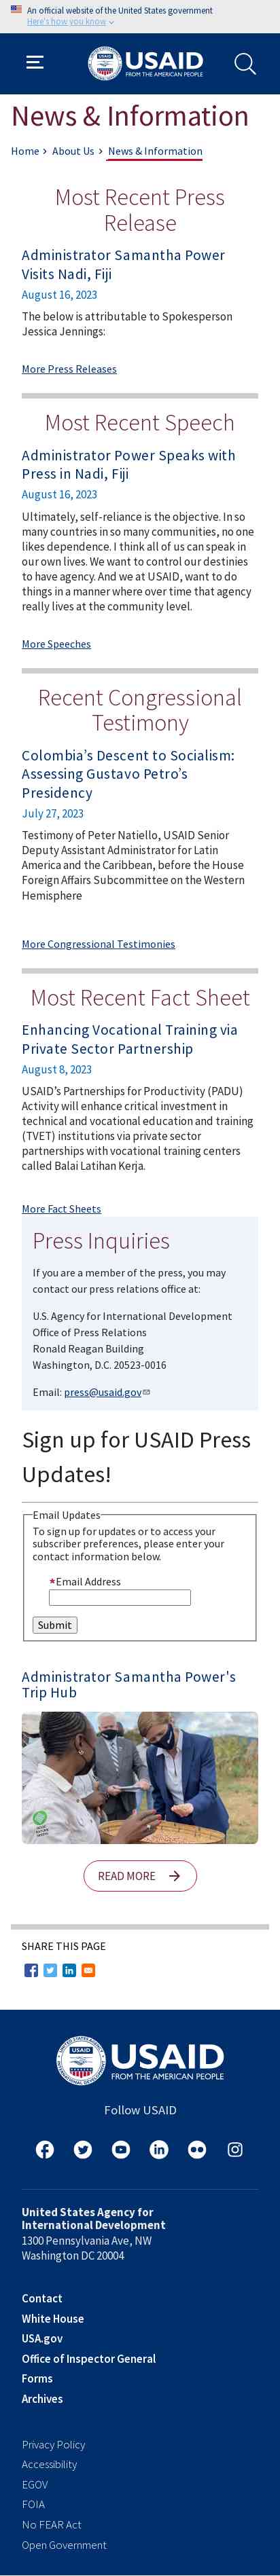 An official website of the United States government
Here's how you know
USAID
FROM THE AMERICAN PEOPLE
News & Information
Home > About Us > News & Information
Most Recent Press
Release
Administrator Samantha Power
Visits Nadi, Fiji
August 16, 2023
The below is attributable to Spokesperson
Jessica Jennings:
More Press Releases
Most Recent Speech
Administrator Power Speaks with
Press in Nadi, Fiji
August 16, 2023
Ultimately, self-reliance is the objective. In so
many countries in so many communities, no one
likes dependence. I think all of us can speak in
our own lives. We want to control our destinies
to have agency. And we at USAID, want to do
things in a manner where over time that agency
really lives at the community level.
More Speeches
Recent Congressional
Testimony
Colombia’s Descent to Socialism:
Assessing Gustavo Petro’s
Presidency
July 27, 2023
Testimony of Peter Natiello, USAID Senior
Deputy Assistant Administrator for Latin
America and the Caribbean, before the House
Foreign Affairs Subcommittee on the Western
Hemisphere
More Congressional Testimonies
Most Recent Fact Sheet
Enhancing Vocational Training via
Private Sector Partnership
August 8, 2023
USAID’s Partnerships for Productivity (PADU)
Activity will enhance critical investment in
technical and vocational education and training
(TVET) institutions via private sector
partnerships with vocational training centers
called Balai Latihan Kerja.
More Fact Sheets
Press Inquiries
If you are a member of the press, you may
contact our press relations office at:
U.S. Agency for International Development
Office of Press Relations
Ronald Reagan Building
Washington, D.C. 20523-0016
Email: press@usaid.gov
Sign up for USAID Press
Updates!
Email Updates
To sign up for updates or to access your
subscriber preferences, please enter your
contact information below.
*Email Address
Submit
Administrator Samantha Power's
Trip Hub
READ MORE
SHARE THIS PAGE
USAID
FROM THE AMERICAN PEOPLE
Follow USAID
United States Agency for
International Development
1300 Pennsylvania Ave, NW
Washington DC 20004
Contact
White House
USA.gov
Office of Inspector General
Forms
Archives
Privacy Policy
Accessibility
EGOV
FOIA
No FEAR Act
Open Government